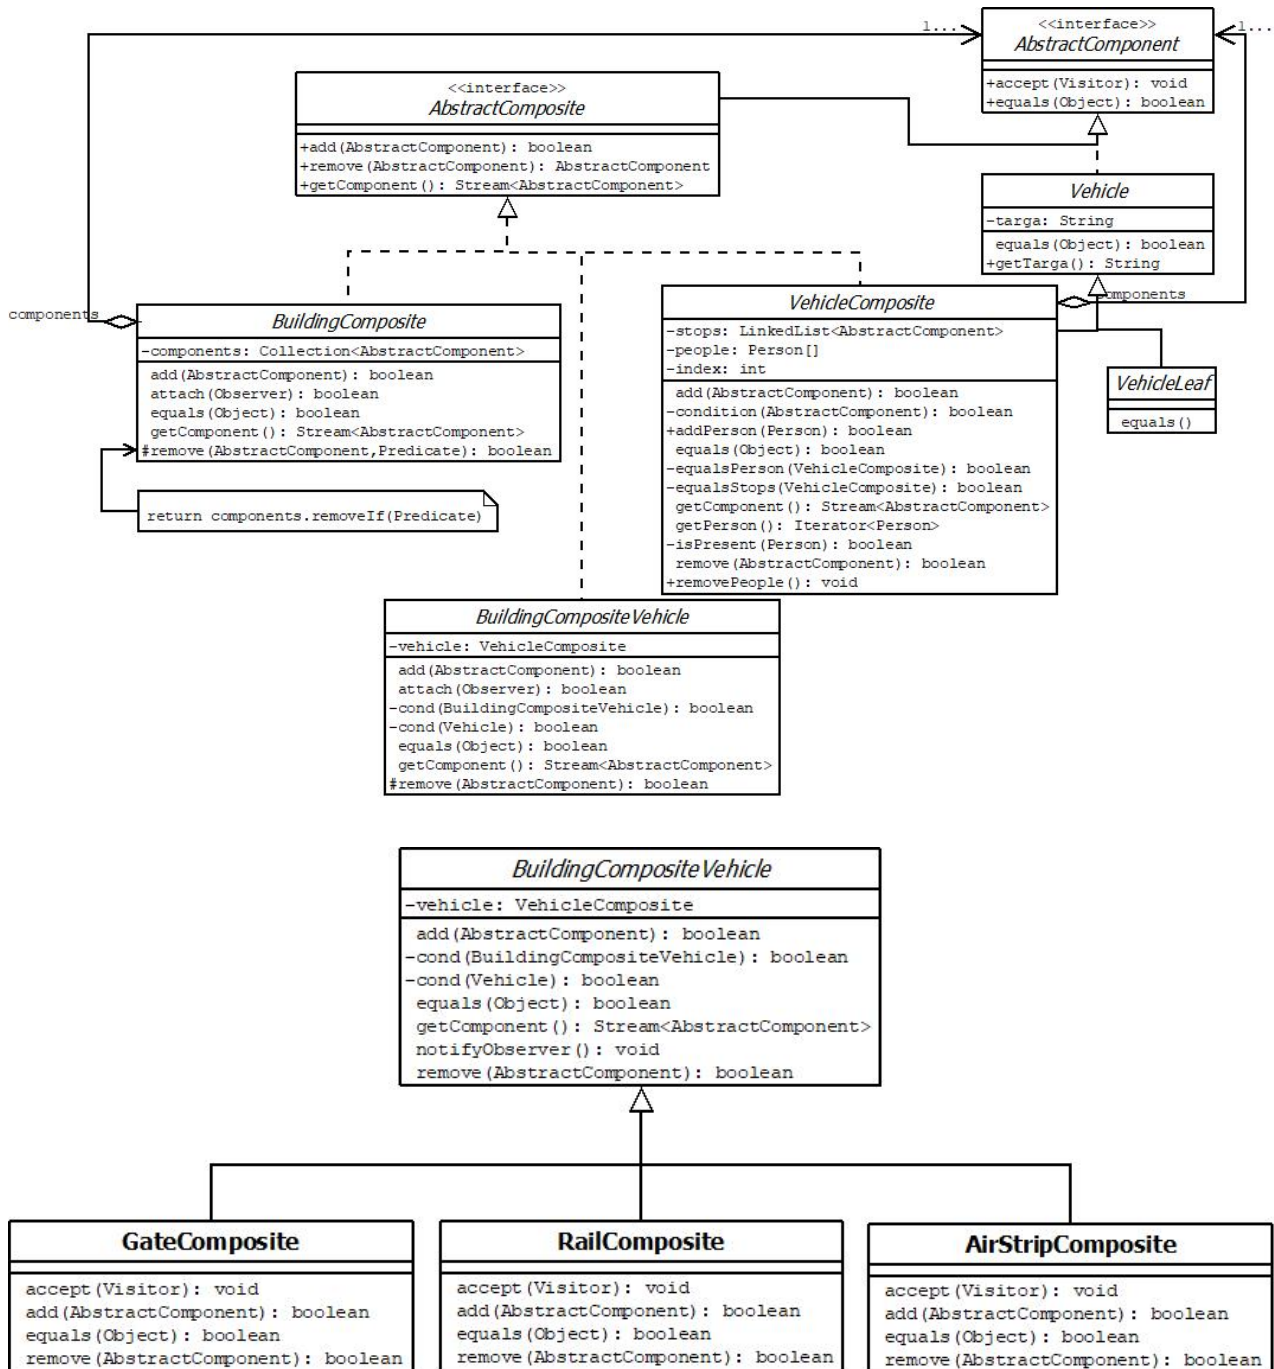 1...
<<interface>>
AbstractComponent
+accept(Visitor): void
+equals(Object): boolean
1...
<<interface>>
AbstractComposite
+add(AbstractComponent): boolean
+remove(AbstractComponent): AbstractComponent
+getComponent(): Stream<AbstractComponent>
Vehicle
-targa: String
equals(Object): boolean
+getTarga(): String
components
BuildingComposite
-components: Collection<AbstractComponent>
add(AbstractComponent): boolean
attach(Observer): boolean
equals(Object): boolean
getComponent(): Stream<AbstractComponent>
#remove(AbstractComponent,Predicate): boolean
return components.removeIf(Predicate)
components
VehicleComposite
-stops: LinkedList<AbstractComponent>
-people: Person[]
-index: int
add(AbstractComponent): boolean
-condition(AbstractComponent): boolean
+addPerson(Person): boolean
equals(Object): boolean
-equalsPerson(VehicleComposite): boolean
-equalsStops(VehicleComposite): boolean
getComponent(): Stream<AbstractComponent>
getPerson(): Iterator<Person>
-isPresent(Person): boolean
remove(AbstractComponent): boolean
+removePeople(): void
VehicleLeaf
equals()
BuildingCompositeVehicle
-vehicle: VehicleComposite
add(AbstractComponent): boolean
attach(Observer): boolean
-cond(BuildingCompositeVehicle): boolean
-cond(Vehicle): boolean
equals(Object): boolean
getComponent(): Stream<AbstractComponent>
#remove(AbstractComponent): boolean
BuildingCompositeVehicle
-vehicle: VehicleComposite
add(AbstractComponent): boolean
-cond(BuildingCompositeVehicle): boolean
-cond(Vehicle): boolean
equals(Object): boolean
getComponent(): Stream<AbstractComponent>
notifyObserver(): void
remove(AbstractComponent): boolean
GateComposite
accept(Visitor): void
add(AbstractComponent): boolean
equals(Object): boolean
remove(AbstractComponent): boolean
RailComposite
accept(Visitor): void
add(AbstractComponent): boolean
equals(Object): boolean
remove(AbstractComponent): boolean
AirStripComposite
accept(Visitor): void
add(AbstractComponent): boolean
equals(Object): boolean
remove(AbstractComponent): boolean